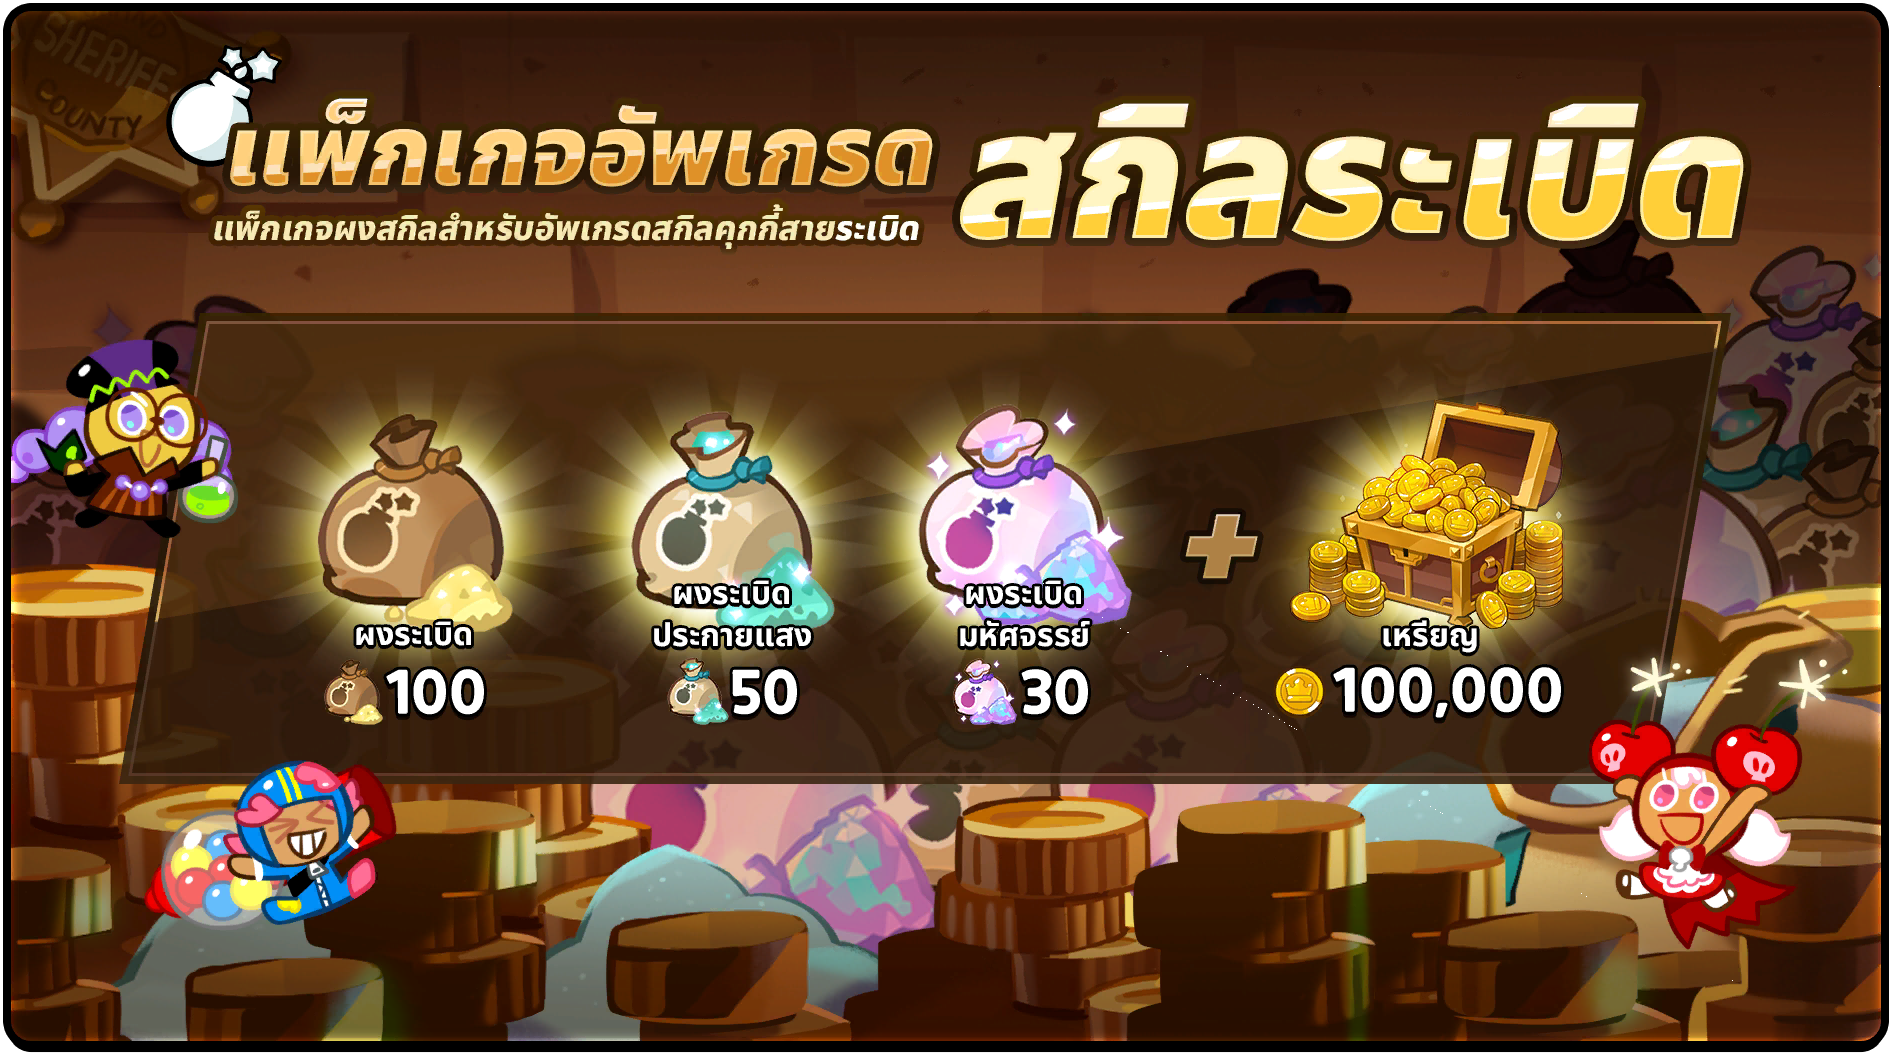 SHERIFF
COUNTY
แพ็กเกจอัพเกรด สกิลระเบิด
แพ็กเกจผงสกิลสำหรับอัพเกรดสกิลคุกกี้สายระเบิด
ผงระเบิด
100
ผงระเบิด
ประกายแสง
50
ผงระเบิด
มหัศจรรย์
30
+
เหรียญ
100,000